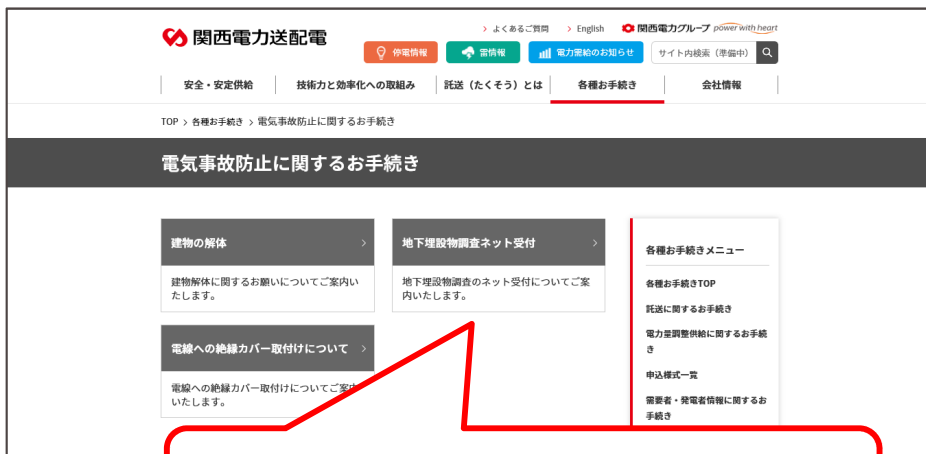 関西電力送配電
> よくあるご質問 > English 関西電力グループ power with heart
停電情報 雷情報 電力需給のお知らせ サイト内検索（準備中）
安全・安定供給 技術力と効率化への取組み 託送（たくそう）とは 各種お手続き 会社情報
TOP > 各種お手続き > 電気事故防止に関するお手続き
電気事故防止に関するお手続き
建物の解体 >
建物解体に関するお願いについてご案内い
たします。
地下埋設物調査ネット受付 >
地下埋設物調査のネット受付についてご案
内いたします。
電線への絶縁カバー取付けについて >
電線への絶縁カバー取付けについてご案内
いたします。
各種お手続きメニュー
各種お手続きTOP
託送に関するお手続き
電力量調整供給に関するお手続
き
申込様式一覧
需要者・発電者情報に関するお
手続き